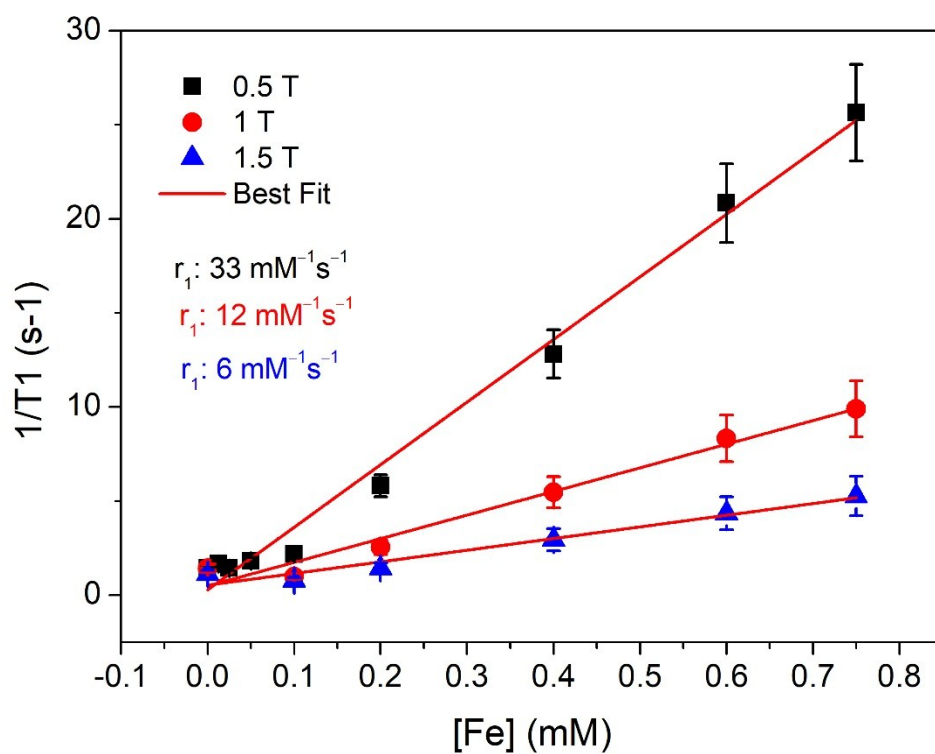 30
20
10
0
1/T1 (s-1)
0.5 T
1 T
1.5 T
Best Fit
r₁: 33 mM⁻¹s⁻¹
r₁: 12 mM⁻¹s⁻¹
r₁: 6 mM⁻¹s⁻¹
-0.1 0.0 0.1 0.2 0.3 0.4 0.5 0.6 0.7 0.8
[Fe] (mM)